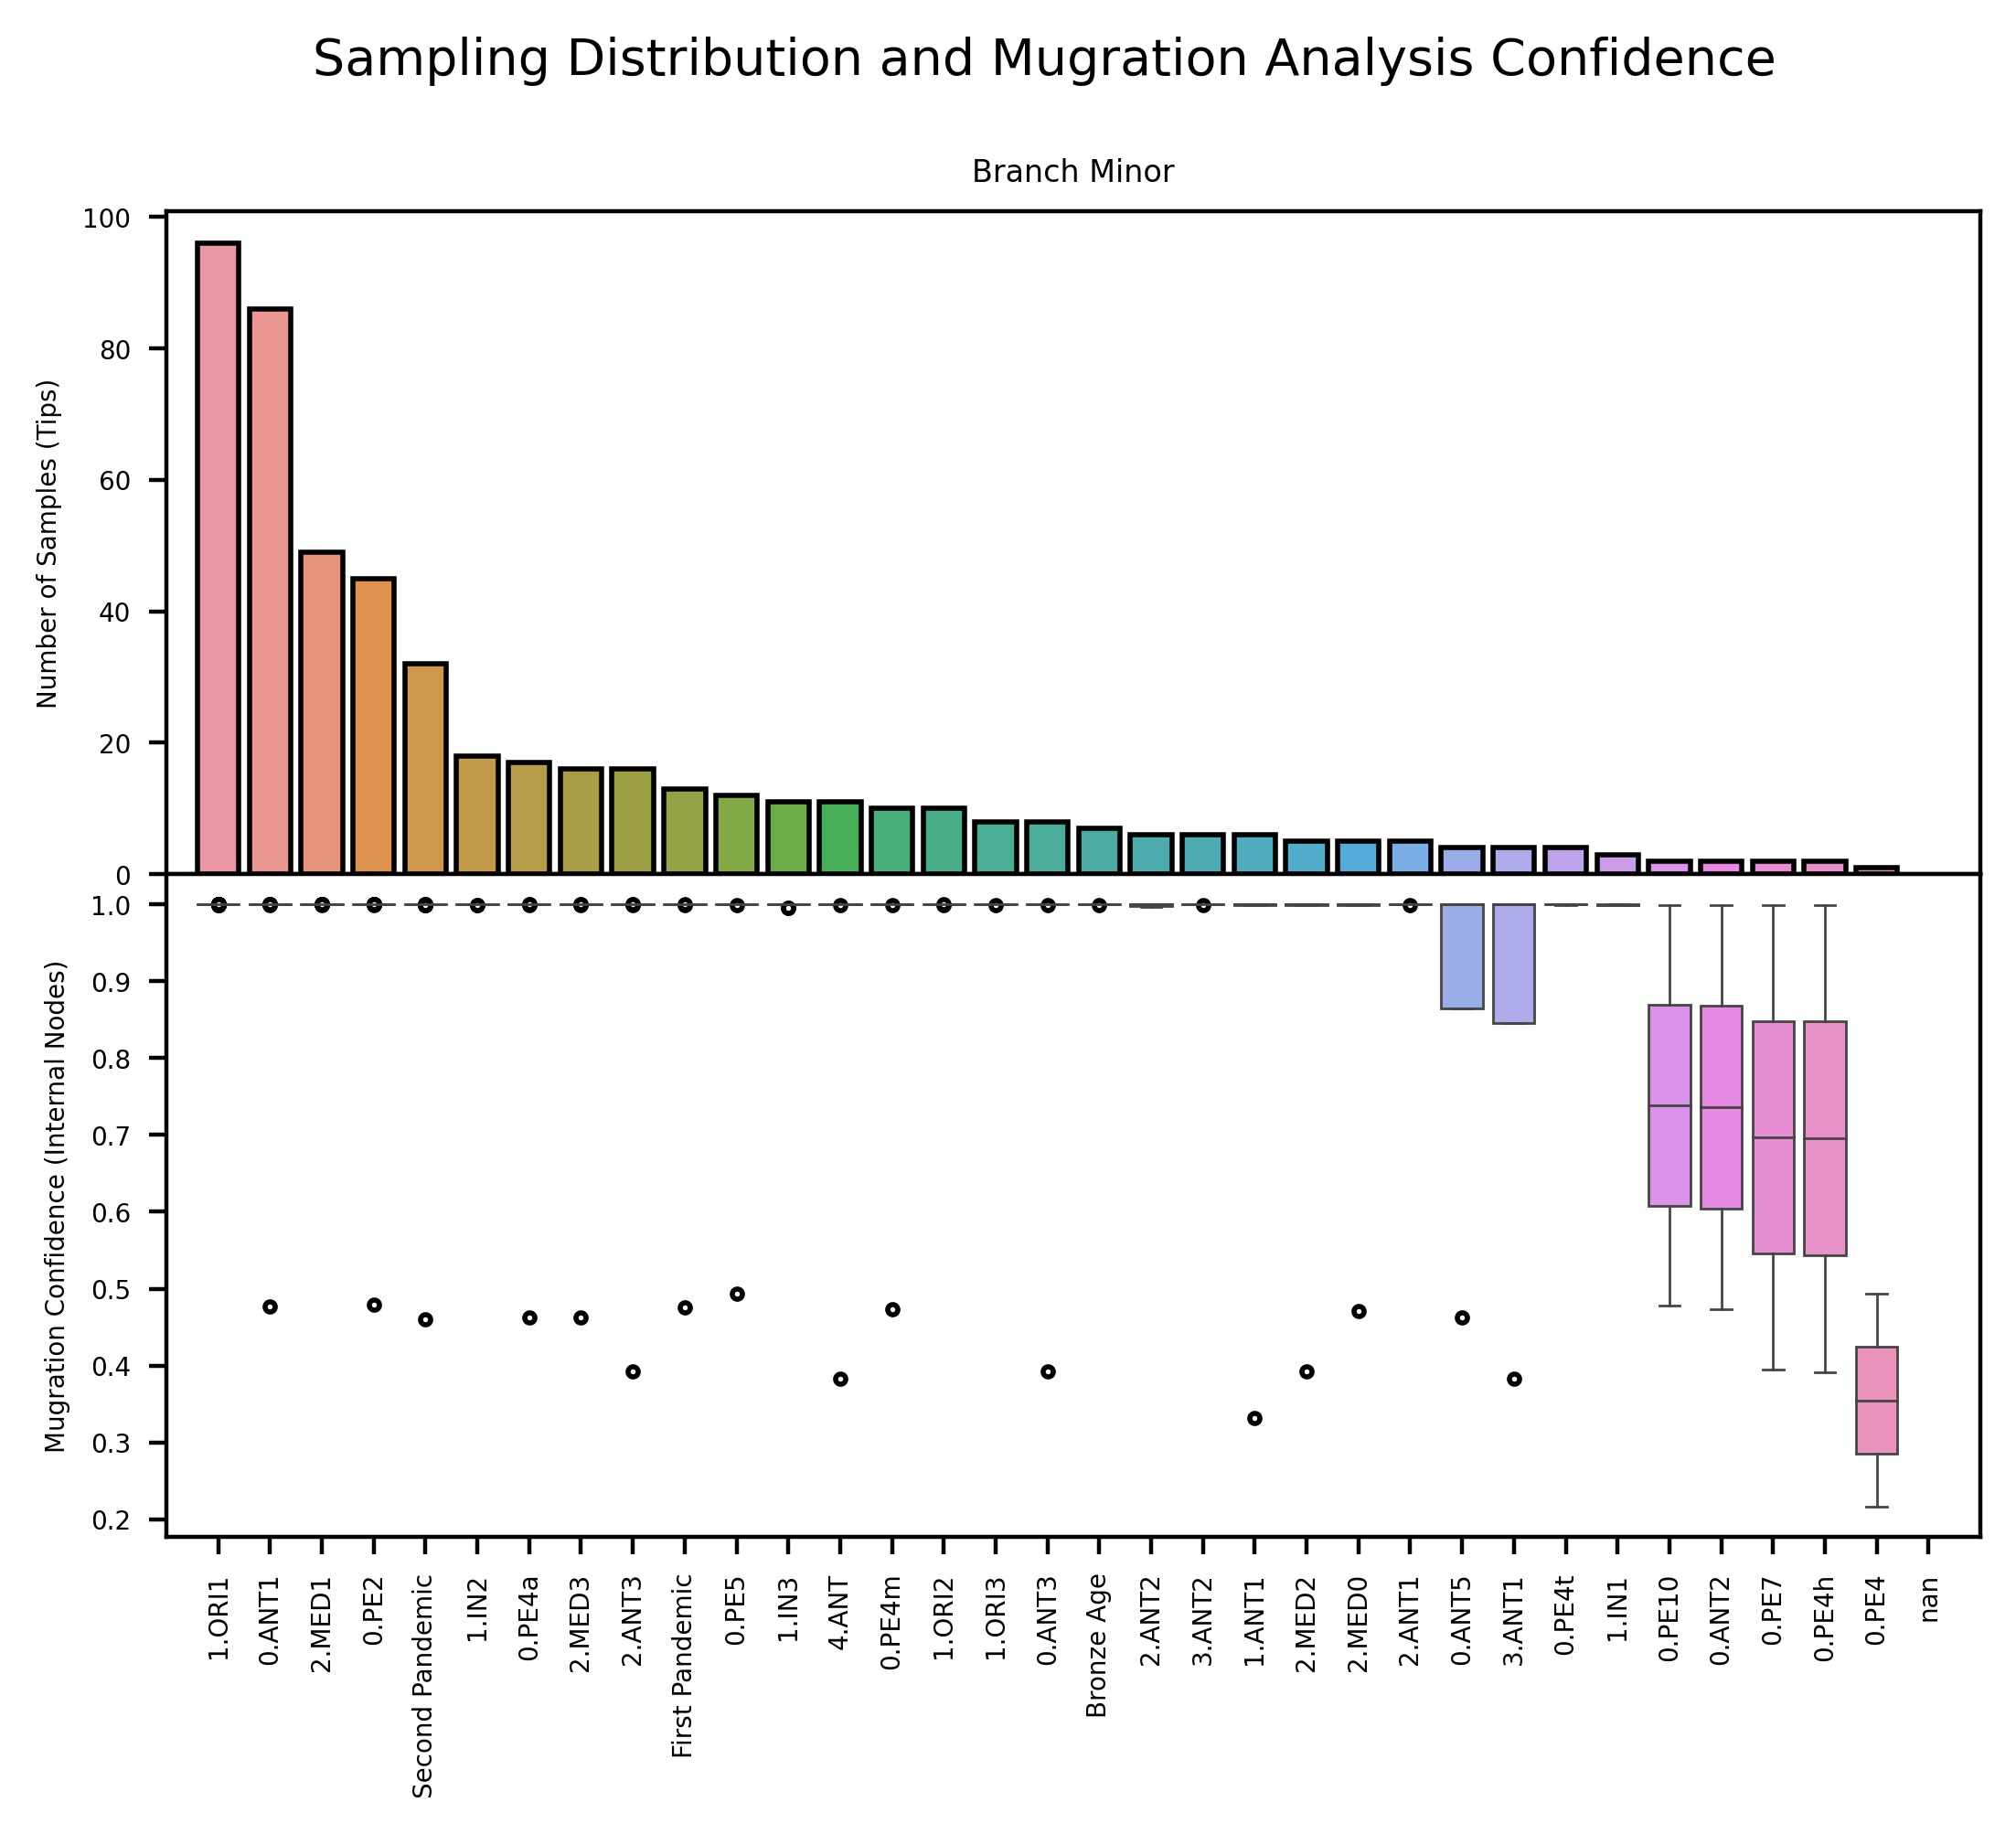 Sampling Distribution and Mugration Analysis Confidence
Branch Minor
Number of Samples (Tips)
100
80
60
40
20
0
Mugration Confidence (Internal Nodes)
1.0
0.9
0.8
0.7
0.6
0.5
0.4
0.3
0.2
1.ORI1
0.ANT1
2.MED1
0.PE2
Second Pandemic
1.IN2
0.PE4a
2.MED3
2.ANT3
First Pandemic
0.PE5
1.IN3
4.ANT
0.PE4m
1.ORI2
1.ORI3
0.ANT3
Bronze Age
2.ANT2
3.ANT2
1.ANT1
2.MED2
2.MED0
2.ANT1
0.ANT5
3.ANT1
0.PE4t
1.IN1
0.PE10
0.ANT2
0.PE7
0.PE4h
0.PE4
nan